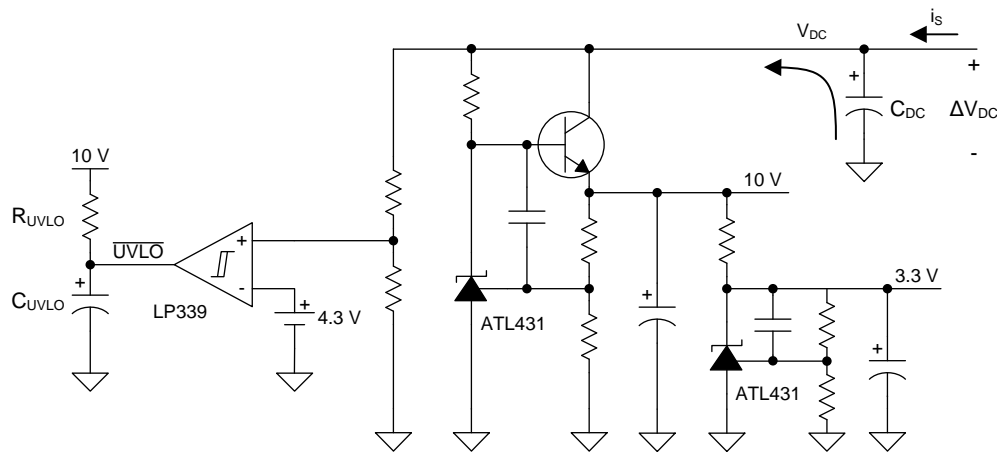 V_DC
i_S
+
+
C_DC
ΔV_DC
-
10 V
10 V
R_UVLO
+
UVLO
-
+
LP339
+
4.3 V
C_UVLO
ATL431
+
3.3 V
+
ATL431